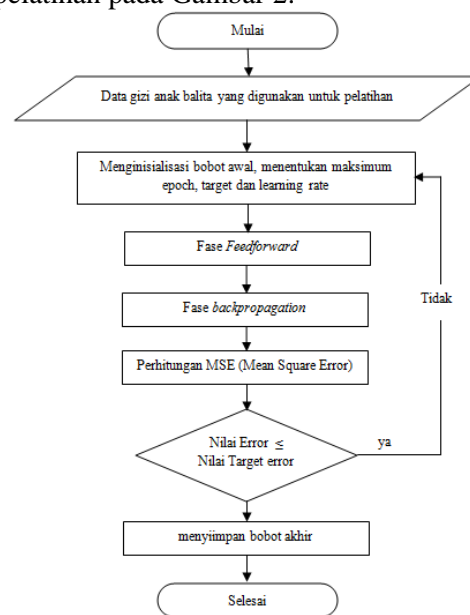 pelatihan pada Gambar 2.
Mulai
Data gizi anak balita yang digunakan untuk pelatihan
Menginisialisasi bobot awal, menentukan maksimum
epoch, target dan learning rate
Fase Feedforward
Fase backpropagation
Tidak
Perhitungan MSE (Mean Square Error)
Nilai Error ≤
Nilai Target error
ya
menyiimpan bobot akhir
Selesai